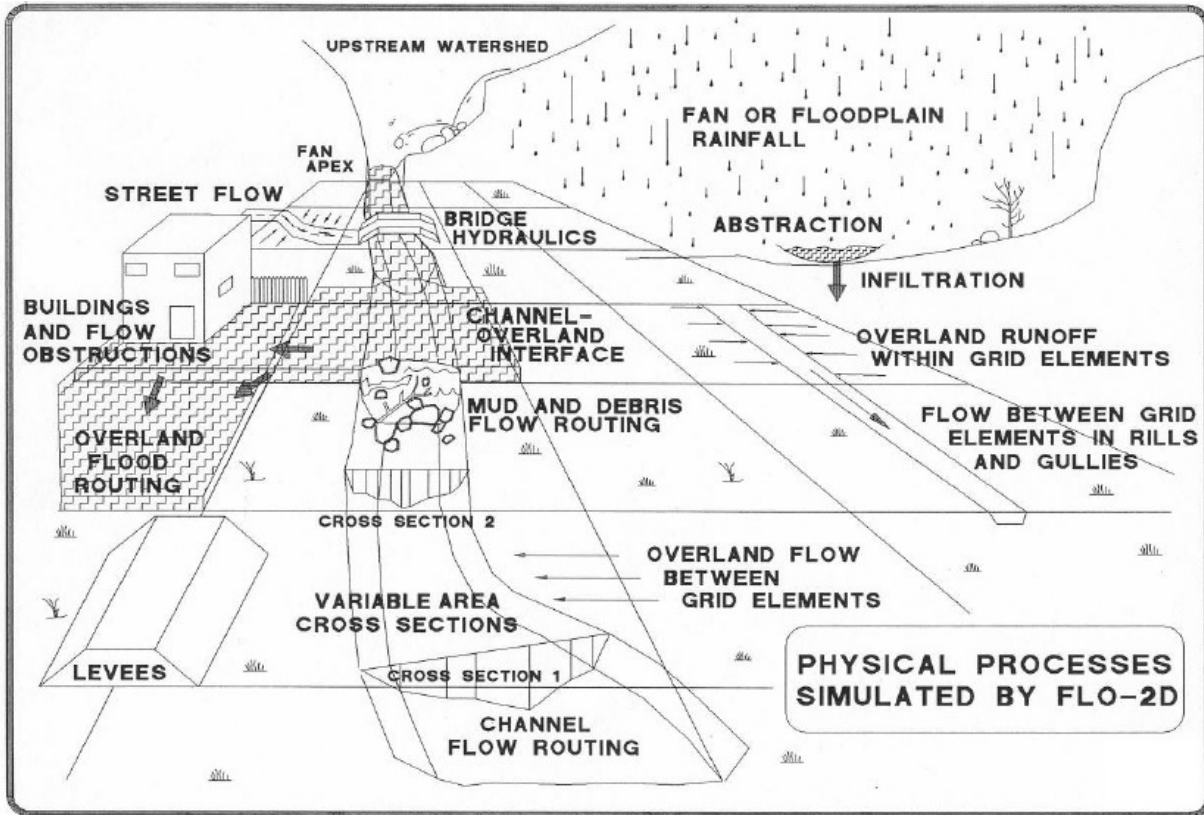 UPSTREAM WATERSHED
FAN OR FLOODPLAIN
RAINFALL
FAN
APEX
STREET FLOW
BRIDGE
HYDRAULICS
ABSTRACTION
INFILTRATION
BUILDINGS
AND FLOW
OBSTRUCTIONS
CHANNEL-
OVERLAND
INTERFACE
OVERLAND RUNOFF
WITHIN GRID ELEMENTS
MUD AND DEBRIS
FLOW ROUTING
FLOW BETWEEN GRID
ELEMENTS IN RILLS
AND GULLIES
OVERLAND
FLOOD
ROUTING
CROSS SECTION 2
OVERLAND FLOW
BETWEEN
GRID ELEMENTS
VARIABLE AREA
CROSS SECTIONS
LEVEES
CROSS SECTION 1
CHANNEL
FLOW ROUTING
PHYSICAL PROCESSES
SIMULATED BY FLO-2D